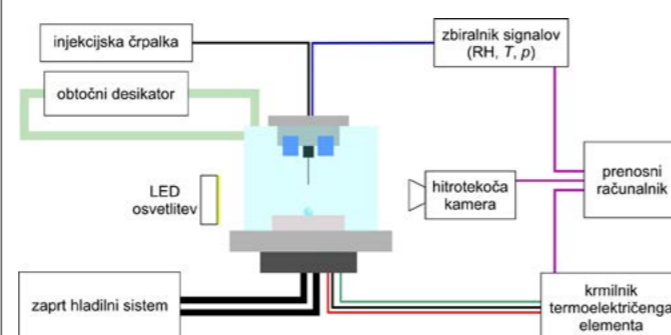 injekcijska črpalka
zbiralnik signalov
(RH, T, p)
obtočni desikator
LED
osvetlitev
hitrotekoča
kamera
prenosni
računalnik
zaprt hladilni sistem
krmilnik
termoelektričenga
elementa